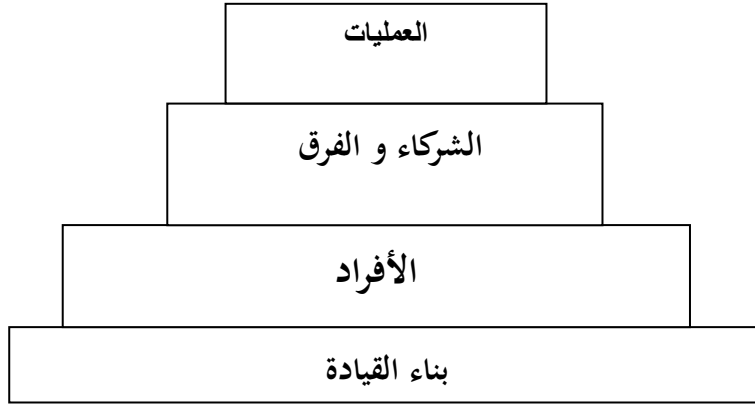 العمليات
الشركاء و الفرق
الأفراد
بناء القيادة